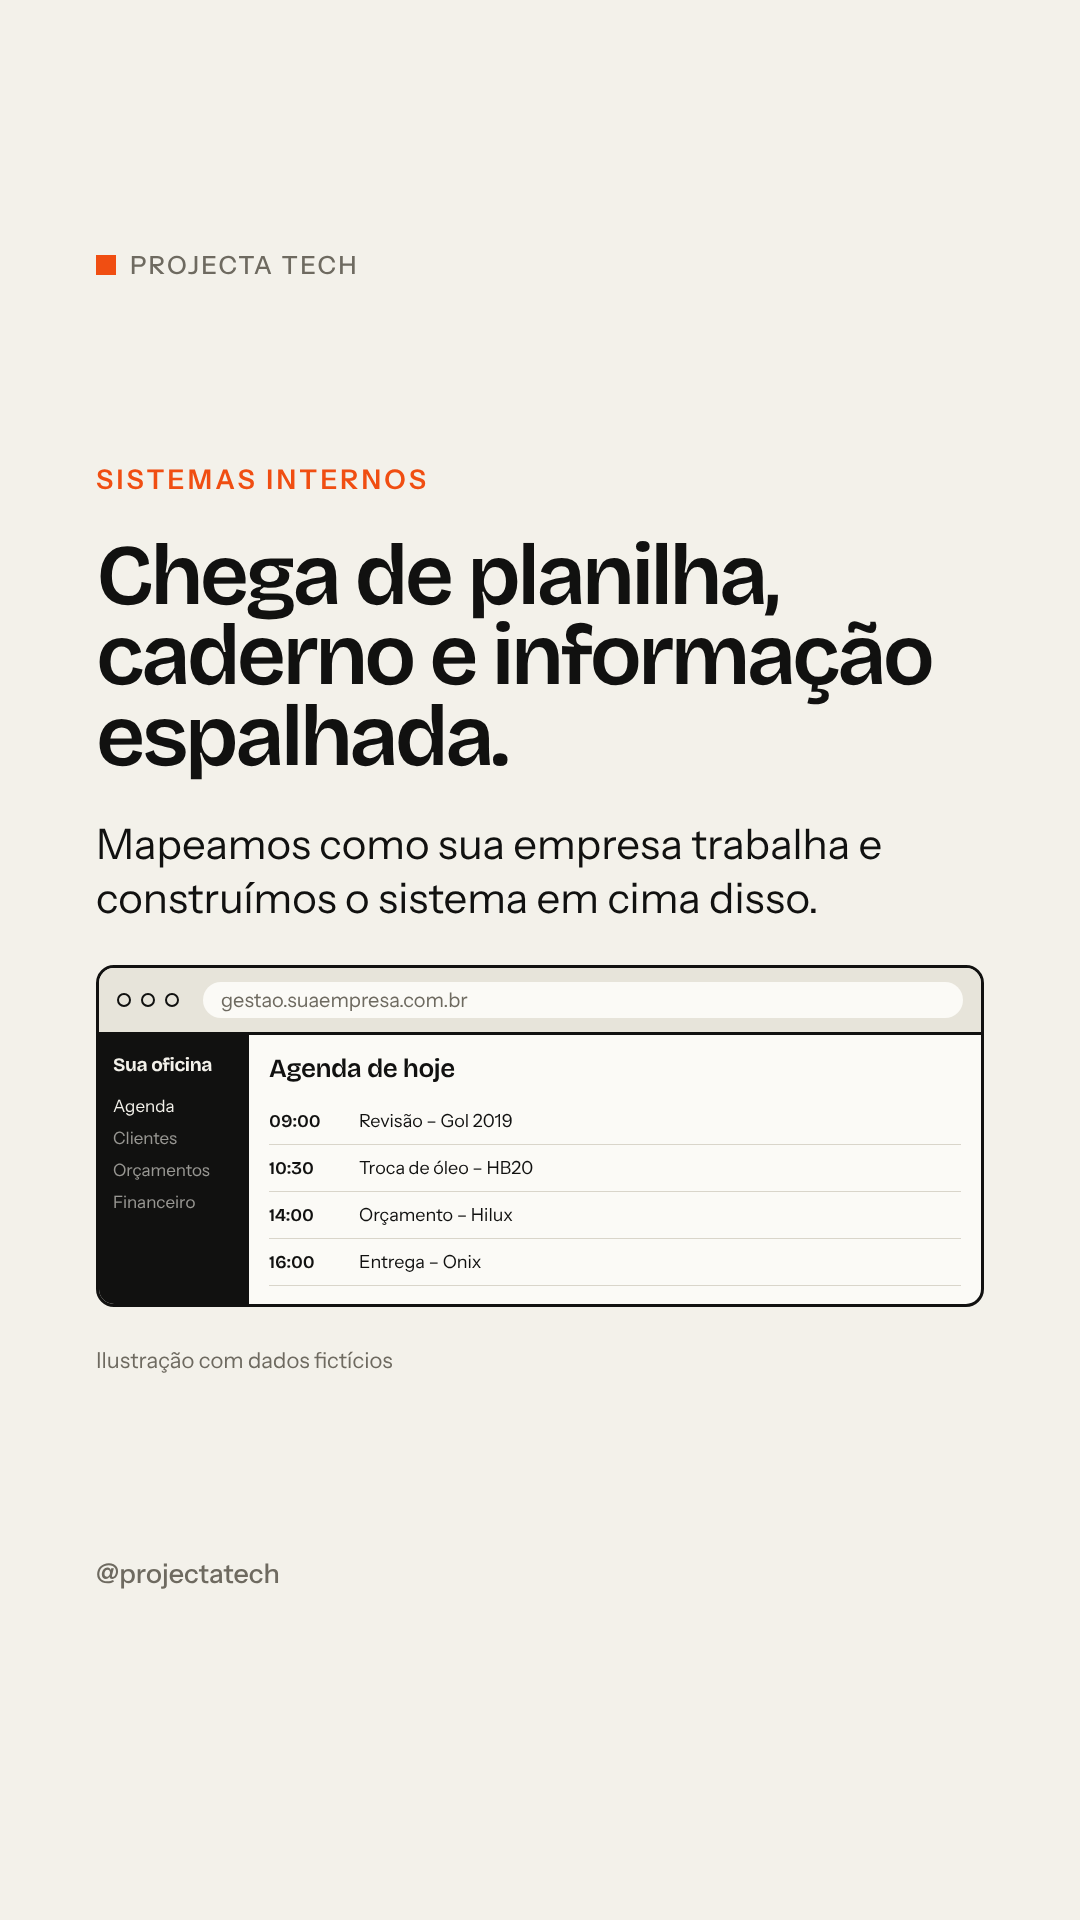 PROJECTA TECH
SISTEMAS INTERNOS
Chega de planilha,
caderno e informação
espalhada.
Mapeamos como sua empresa trabalha e
construímos o sistema em cima disso.
gestao.suaempresa.com.br
Sua oficina
Agenda
Clientes
Orçamentos
Financeiro
Agenda de hoje
09:00 Revisão – Gol 2019
10:30 Troca de óleo – HB20
14:00 Orçamento – Hilux
16:00 Entrega – Onix
Ilustração com dados fictícios
@projectatech